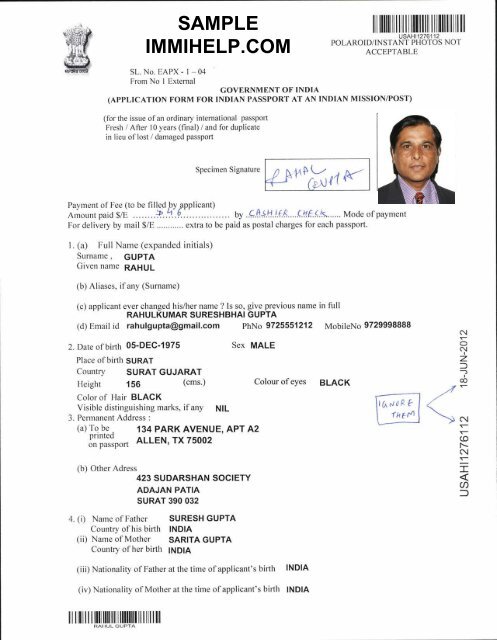 SAMPLE
IMMIHELP.COM
USAHI1276112
POLAROID/INSTANT PHOTOS NOT
ACCEPTABLE
SL. No. EAPX - 1 – 04
From No 1 External
GOVERNMENT OF INDIA
(APPLICATION FORM FOR INDIAN PASSPORT AT AN INDIAN MISSION/POST)
(for the issue of an ordinary international passport
Fresh / After 10 years (final) / and for duplicate
in lieu of lost / damaged passport
Specimen Signature
RAHUL
GUPTA
Payment of Fee (to be filled by applicant)
Amount paid $/E ........ 46 ........ by CASHIER CHECK ........ Mode of payment
For delivery by mail $/E ............ extra to be paid as postal charges for each passport.
1. (a) Full Name (expanded initials)
Surname . GUPTA
Given name RAHUL
(b) Aliases, if any (Surname)
(c) applicant ever changed his/her name ? Is so, give previous name in full
RAHULKUMAR SURESHBHAI GUPTA
(d) Email id rahulgupta@gmail.com PhNo 9725551212 MobileNo 9729998888
2. Date of birth 05-DEC-1975 Sex MALE
Place of birth SURAT
Country SURAT GUJARAT
Height 156 (cms.) Colour of eyes BLACK
Color of Hair BLACK
Visible distinguishing marks, if any NIL
3. Permanent Address :
(a) To be printed on passport 134 PARK AVENUE, APT A2
ALLEN, TX 75002
IGNORE
THEM
18-JUN-2012
USAHI1276112
(b) Other Adress
423 SUDARSHAN SOCIETY
ADAJAN PATIA
SURAT 390 032
4. (i) Name of Father SURESH GUPTA
Country of his birth INDIA
(ii) Name of Mother SARITA GUPTA
Country of her birth INDIA
(iii) Nationality of Father at the time of applicant's birth INDIA
(iv) Nationality of Mother at the time of applicant's birth INDIA
RAHUL GUPTA